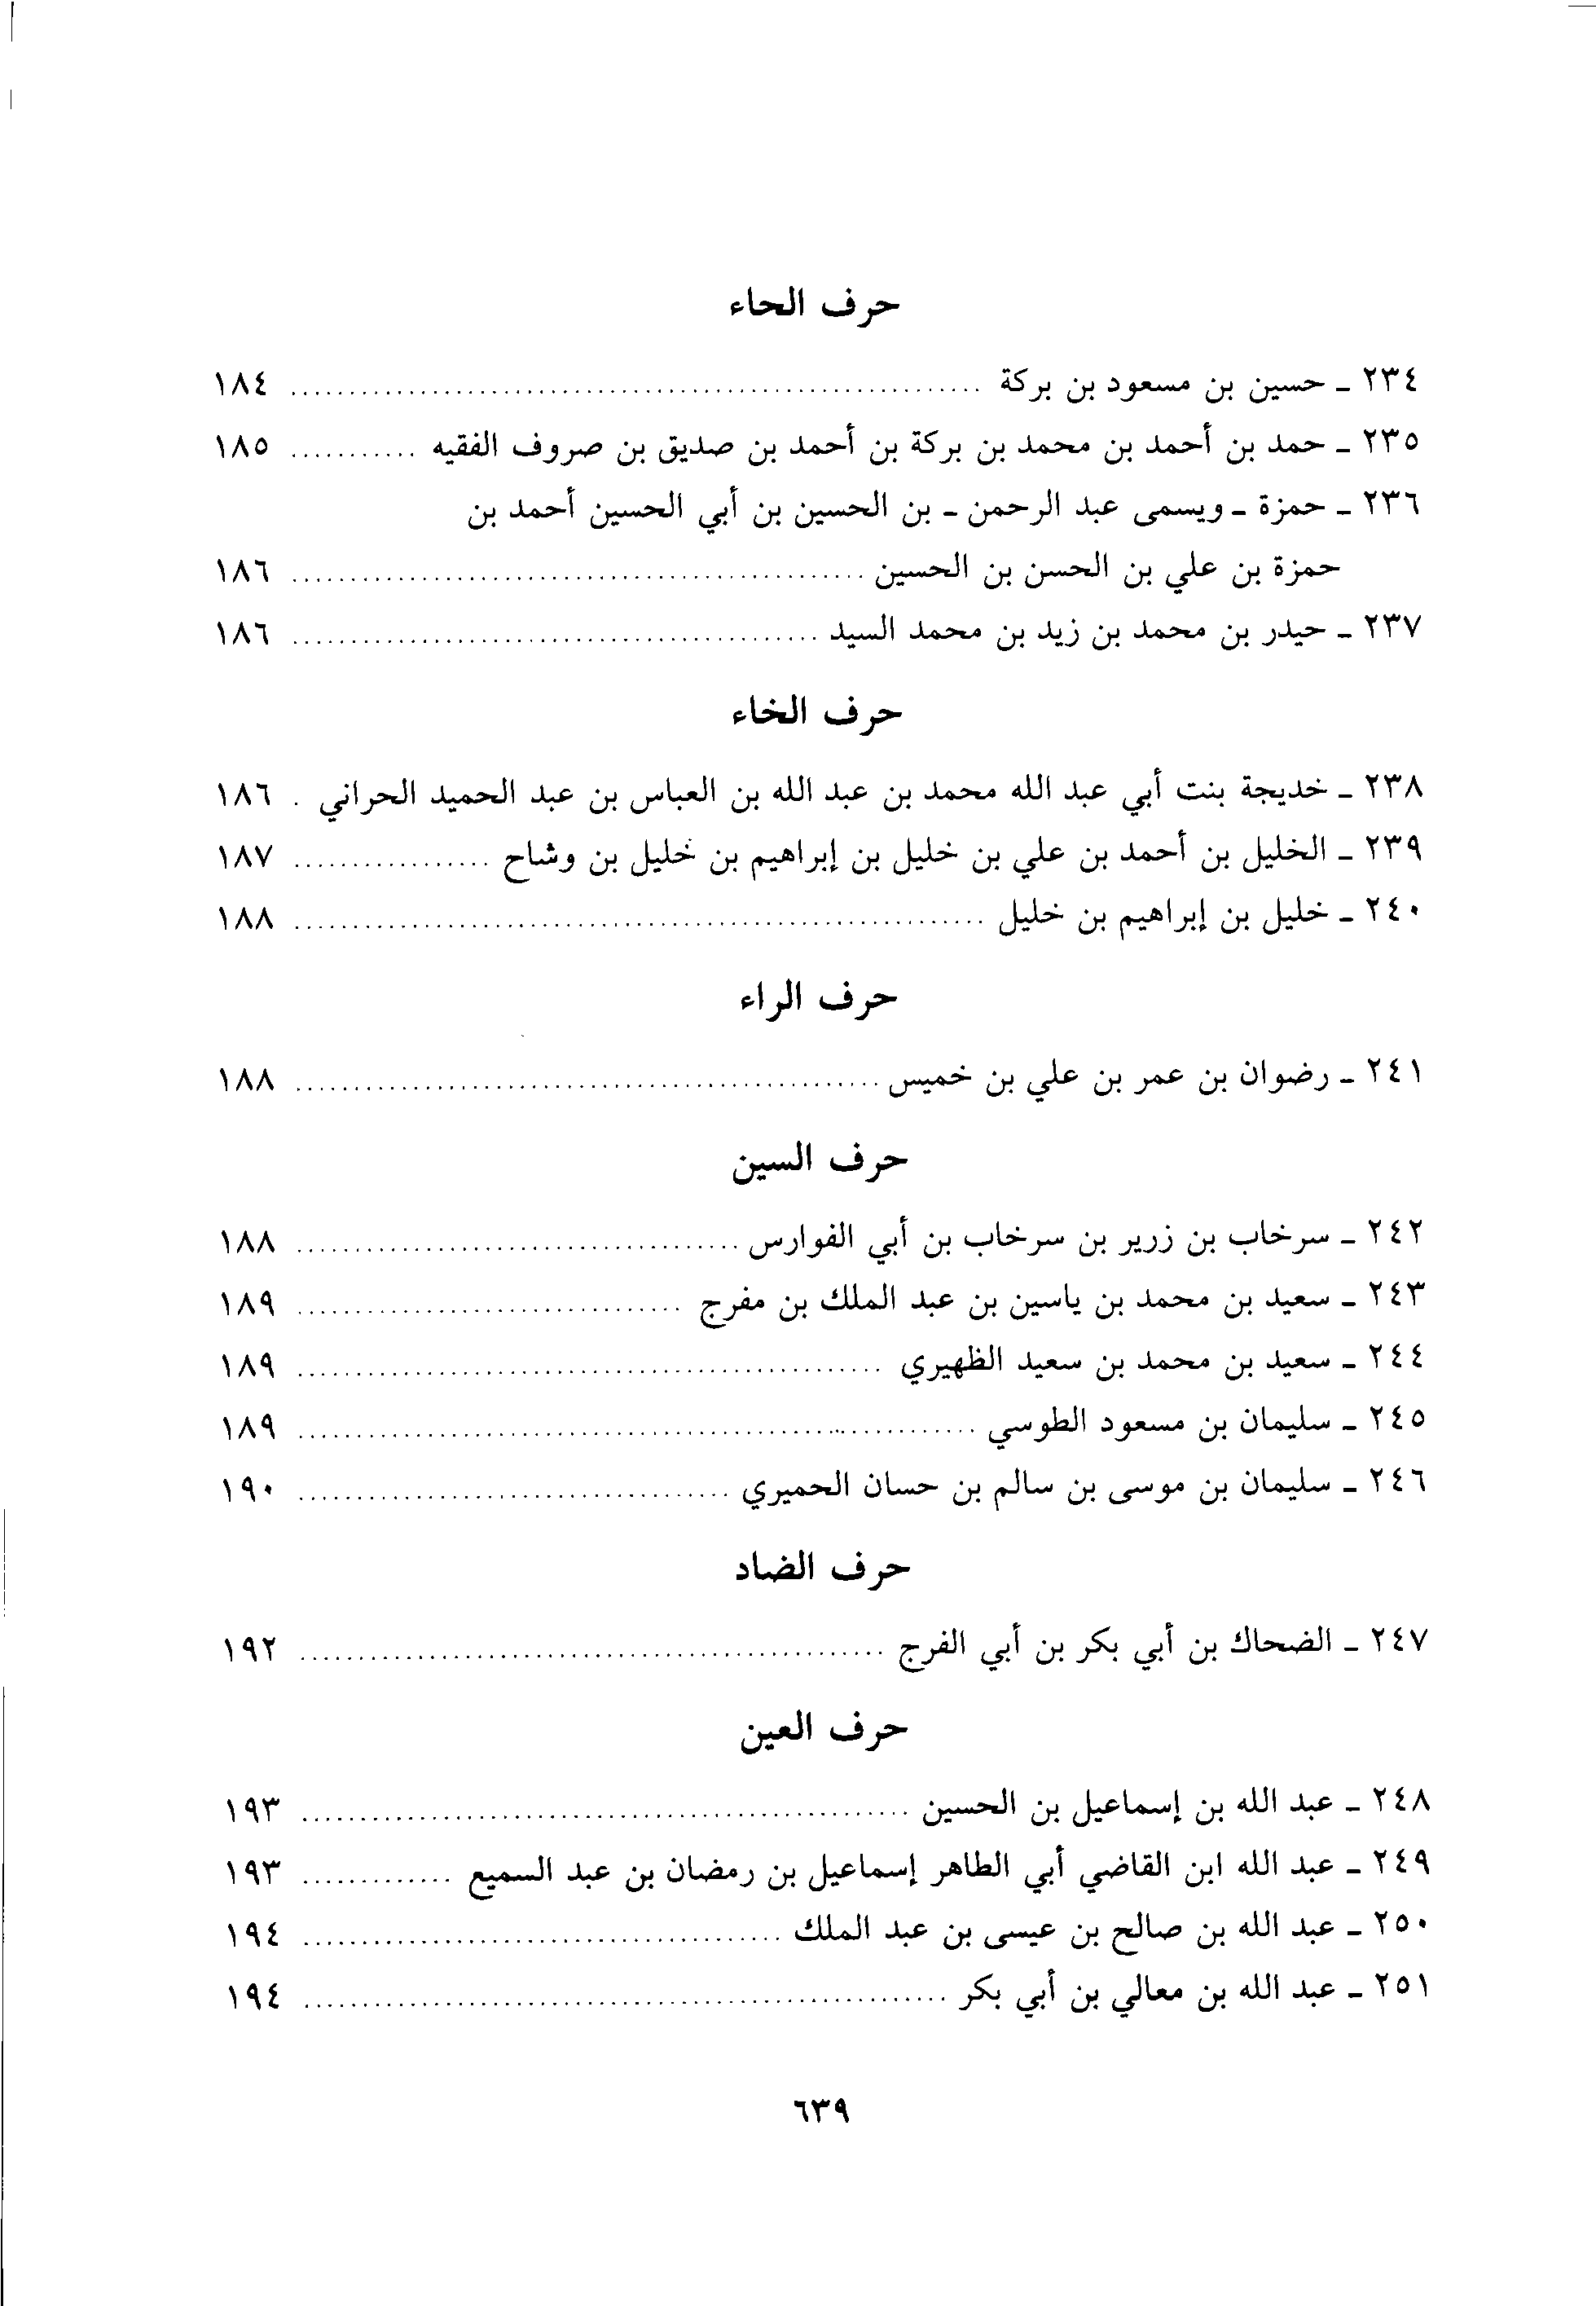 حرف الحاء
٢٣٤ ـ حسين بن مسعود بن بركة ........ ١٨٤
٢٣٥ ـ حمد بن أحمد بن محمد بن بركة بن أحمد بن صديق بن صروف الفقيه ........ ١٨٥
٢٣٦ ـ حمزة ـ ويسمى عبد الرحمن ـ بن الحسين بن أبي الحسين أحمد بن
حمزة بن علي بن الحسن بن الحسين ........ ١٨٦
٢٣٧ ـ حيدر بن محمد بن زيد بن محمد السيد ........ ١٨٦
حرف الخاء
٢٣٨ ـ خديجة بنت أبي عبد الله محمد بن عبد الله بن العباس بن عبد الحميد الحراني . ١٨٦
٢٣٩ ـ الخليل بن أحمد بن علي بن خليل بن إبراهيم بن خليل بن وشاح ........ ١٨٧
٢٤٠ ـ خليل بن إبراهيم بن خليل ........ ١٨٨
حرف الراء
٢٤١ ـ رضوان بن عمر بن علي بن خميس ........ ١٨٨
حرف السين
٢٤٢ ـ سرخاب بن زرير بن سرخاب بن أبي الفوارس ........ ١٨٨
٢٤٣ ـ سعيد بن محمد بن ياسين بن عبد الملك بن مفرج ........ ١٨٩
٢٤٤ ـ سعيد بن محمد بن سعيد الظهيري ........ ١٨٩
٢٤٥ ـ سليمان بن مسعود الطوسي ........ ١٨٩
٢٤٦ ـ سليمان بن موسى بن سالم بن حسان الحميري ........ ١٩٠
حرف الضاد
٢٤٧ ـ الضحاك بن أبي بكر بن أبي الفرج ........ ١٩٢
حرف العين
٢٤٨ ـ عبد الله بن إسماعيل بن الحسين ........ ١٩٣
٢٤٩ ـ عبد الله ابن القاضي أبي الطاهر إسماعيل بن رمضان بن عبد السميع ........ ١٩٣
٢٥٠ ـ عبد الله بن صالح بن عيسى بن عبد الملك ........ ١٩٤
٢٥١ ـ عبد الله بن معالي بن أبي بكر ........ ١٩٤
٦٣٩